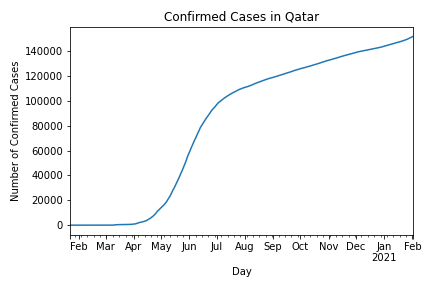 Confirmed Cases in Qatar
Number of Confirmed Cases
140000
120000
100000
80000
60000
40000
20000
0
Feb Mar Apr May Jun Jul Aug Sep Oct Nov Dec Jan Feb
2021
Day